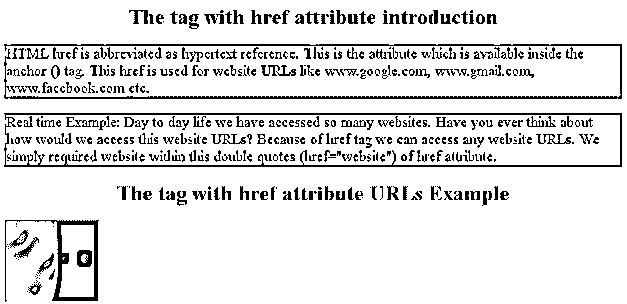 The tag with href attribute introduction
HTML href is abbreviated as hypertext reference. This is the attribute which is available inside the
anchor () tag. This href is used for website URLs like www.google.com, www.gmail.com,
www.facebook.com etc.
Real time Example: Day to day life we have accessed so many websites. Have you ever think about
how would we access this website URLs? Because of href tag we can access any website URLs. We
simply required website within this double quotes (href="website") of href attribute.
The tag with href attribute URLs Example